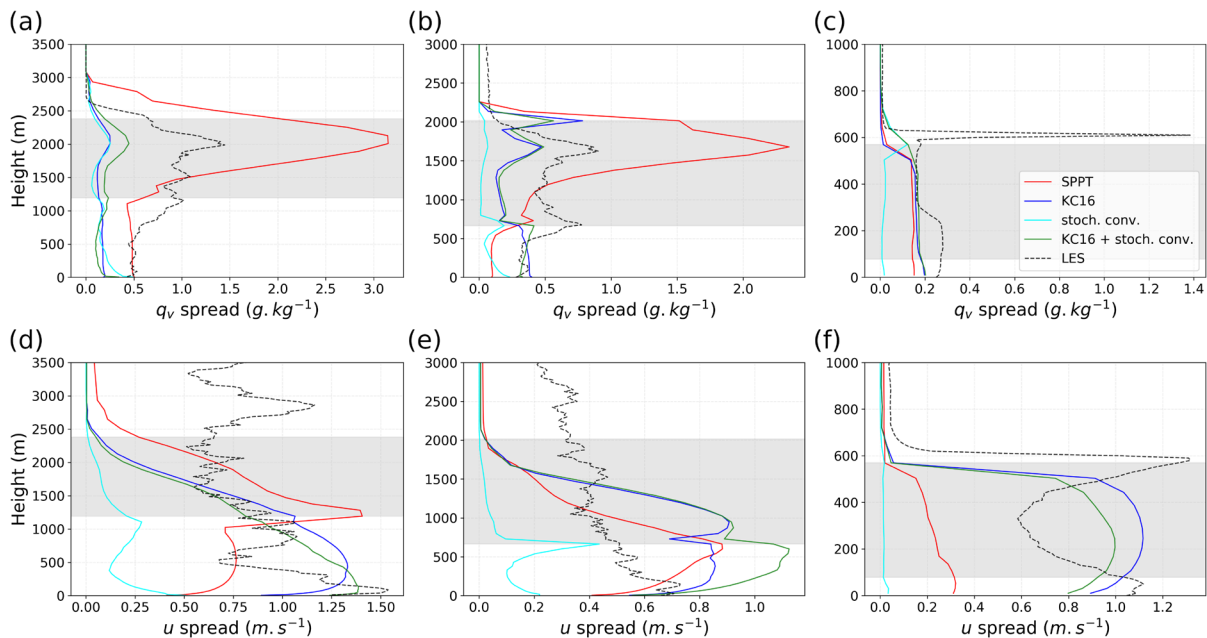 (a)
3500
3000
2500
2000
1500
1000
500
0
Height (m)
0.0 0.5 1.0 1.5 2.0 2.5 3.0
q_v spread (g.kg⁻¹)
(b)
3000
2500
2000
1500
1000
500
0
0.0 0.5 1.0 1.5 2.0
q_v spread (g.kg⁻¹)
(c)
1000
800
600
400
200
0
SPPT
KC16
stoch. conv.
KC16 + stoch. conv.
LES
0.0 0.2 0.4 0.6 0.8 1.0 1.2 1.4
q_v spread (g.kg⁻¹)
(d)
3500
3000
2500
2000
1500
1000
500
0
Height (m)
0.00 0.25 0.50 0.75 1.00 1.25 1.50
u spread (m.s⁻¹)
(e)
3000
2500
2000
1500
1000
500
0
0.0 0.2 0.4 0.6 0.8 1.0
u spread (m.s⁻¹)
(f)
1000
800
600
400
200
0
0.0 0.2 0.4 0.6 0.8 1.0 1.2
u spread (m.s⁻¹)